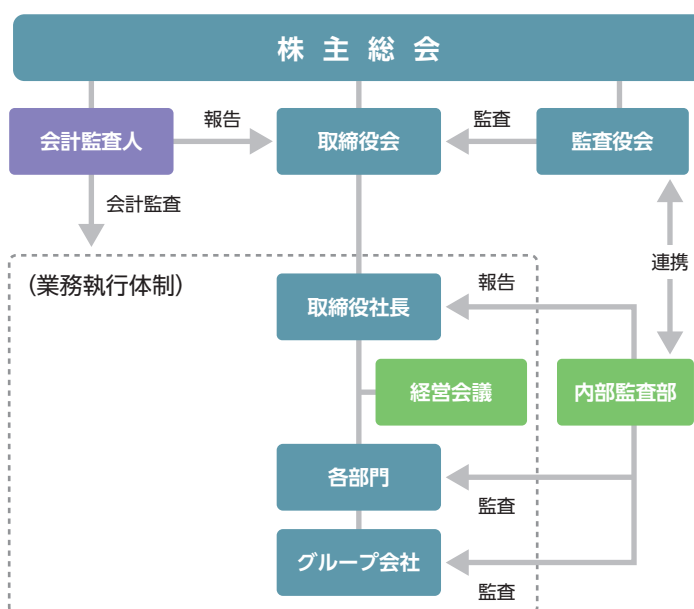 株主総会
会計監査人
報告
取締役会
監査
監査役会
会計監査
連携
(業務執行体制)
報告
取締役社長
経営会議
内部監査部
各部門
監査
グループ会社
監査